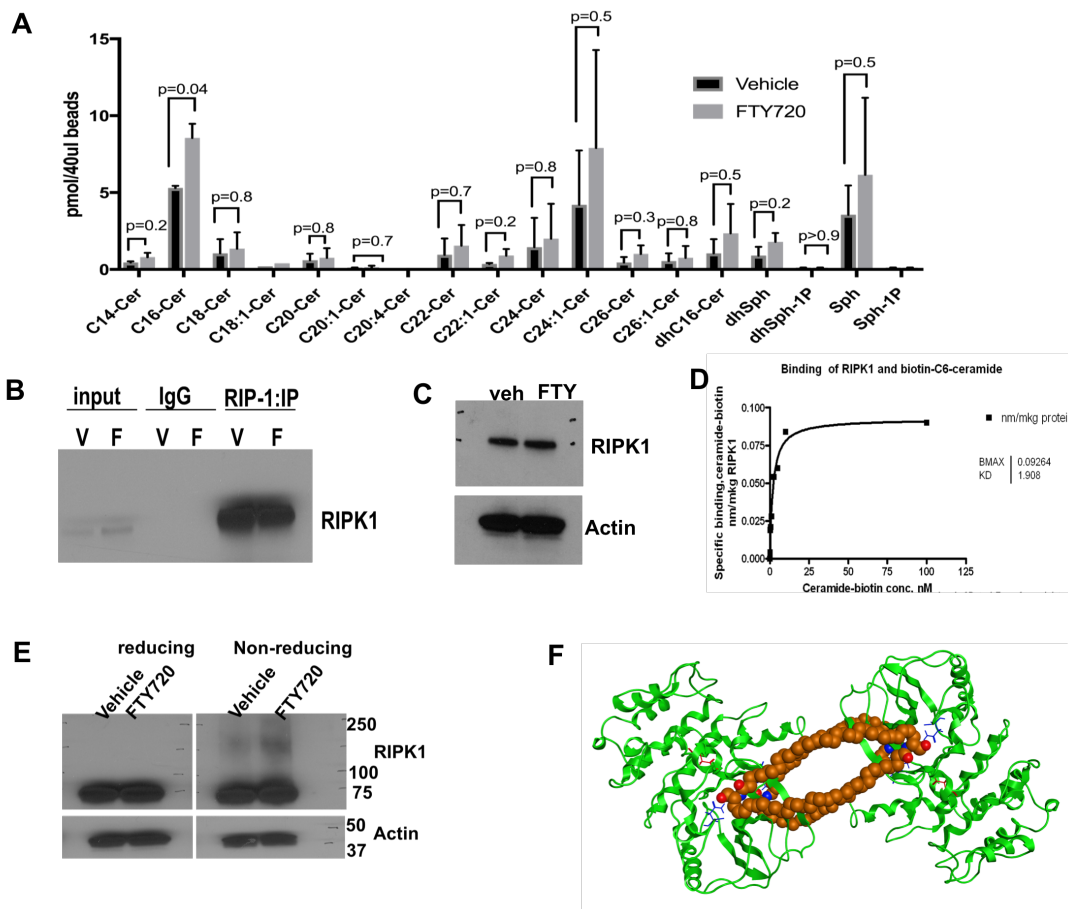 A
p=0.5
15
10
5
0
pmol/40ul beads
p=0.04
p=0.5
Vehicle
FTY720
p=0.2
p=0.8
p=0.8
p=0.7
p=0.7
p=0.2
p=0.8
p=0.3
p=0.8
p=0.5
p=0.2
p>0.9
C14-Cer
C16-Cer
C18-Cer
C18:1-Cer
C20-Cer
C20:1-Cer
C20:4-Cer
C22-Cer
C22:1-Cer
C24-Cer
C24:1-Cer
C26-Cer
C26:1-Cer
dhC16-Cer
dhSph
dhSph-1P
Sph
Sph-1P
B
input IgG RIP-1:IP
V F V F V F
RIPK1
C
veh FTY
RIPK1
Actin
D
Binding of RIPK1 and biotin-C6-ceramide
Specific binding,ceramide-biotin
nm/mkg RIPK1
0.100
0.075
0.050
0.025
0.000
0 25 50 75 100 125
Ceramide-biotin conc, nM
nm/mkg protei
BMAX 0.09264
KD 1.908
E
reducing Non-reducing
Vehicle FTY720 Vehicle FTY720
250
RIPK1
100
75
50
Actin
37
F